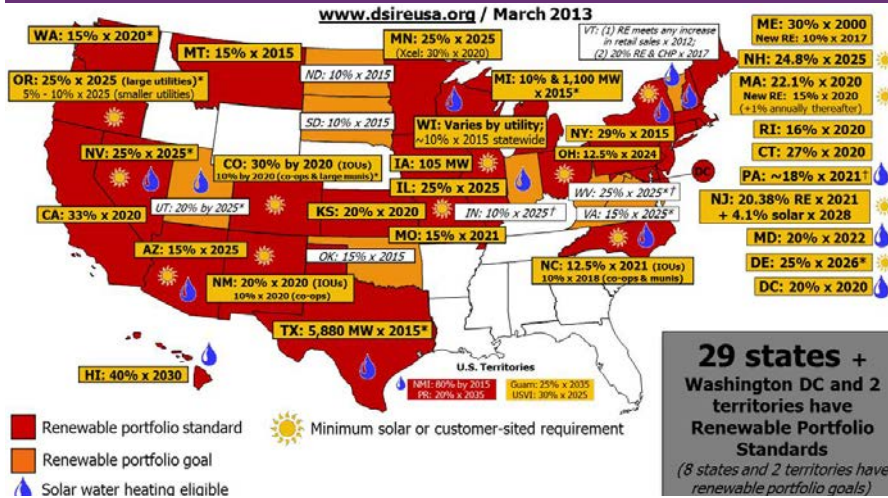 www.dsireusa.org / March 2013
WA: 15% x 2020*
MT: 15% x 2015
MN: 25% x 2025
(Xcel: 30% x 2020)
VT: (1) RE meets any increase
in retail sales x 2012;
(2) 20% RE & CHP x 2017
ME: 30% x 2000
New RE: 10% x 2017
OR: 25% x 2025 (large utilities)*
5% - 10% x 2025 (smaller utilities)
ND: 10% x 2015
MI: 10% & 1,100 MW
x 2015*
NH: 24.8% x 2025
MA: 22.1% x 2020
New RE: 15% x 2020
(+1% annually thereafter)
SD: 10% x 2015
WI: Varies by utility;
~10% x 2015 statewide
NY: 29% x 2015
RI: 16% x 2020
NV: 25% x 2025*
CO: 30% by 2020 (IOUs)
10% by 2020 (co-ops & large munis)*
IA: 105 MW
OH: 12.5% x 2024
CT: 27% x 2020
DC
PA: ~18% x 2021†
UT: 20% by 2025*
IL: 25% x 2025
WV: 25% x 2025*†
CA: 33% x 2020
KS: 20% x 2020
IN: 10% x 2025†
VA: 15% x 2025*
NJ: 20.38% RE x 2021
+ 4.1% solar x 2028
MO: 15% x 2021
AZ: 15% x 2025
OK: 15% x 2015
MD: 20% x 2022
NM: 20% x 2020 (IOUs)
10% x 2020 (co-ops)
NC: 12.5% x 2021 (IOUs)
10% x 2018 (co-ops & munis)
DE: 25% x 2026*
DC: 20% x 2020
TX: 5,880 MW x 2015*
HI: 40% x 2030
U.S. Territories
NMI: 80% by 2015
PR: 20% x 2035
Guam: 25% x 2035
USVI: 30% x 2025
29 states +
Washington DC and 2
territories have
Renewable Portfolio
Standards
(8 states and 2 territories have
renewable portfolio goals)
Renewable portfolio standard
Minimum solar or customer-sited requirement
Renewable portfolio goal
Solar water heating eligible